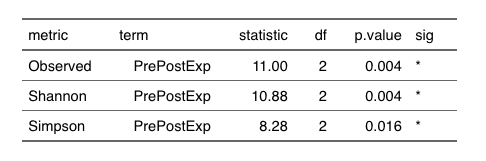 metric term statistic df p.value sig
Observed PrePostExp 11.00 2 0.004 *
Shannon PrePostExp 10.88 2 0.004 *
Simpson PrePostExp 8.28 2 0.016 *